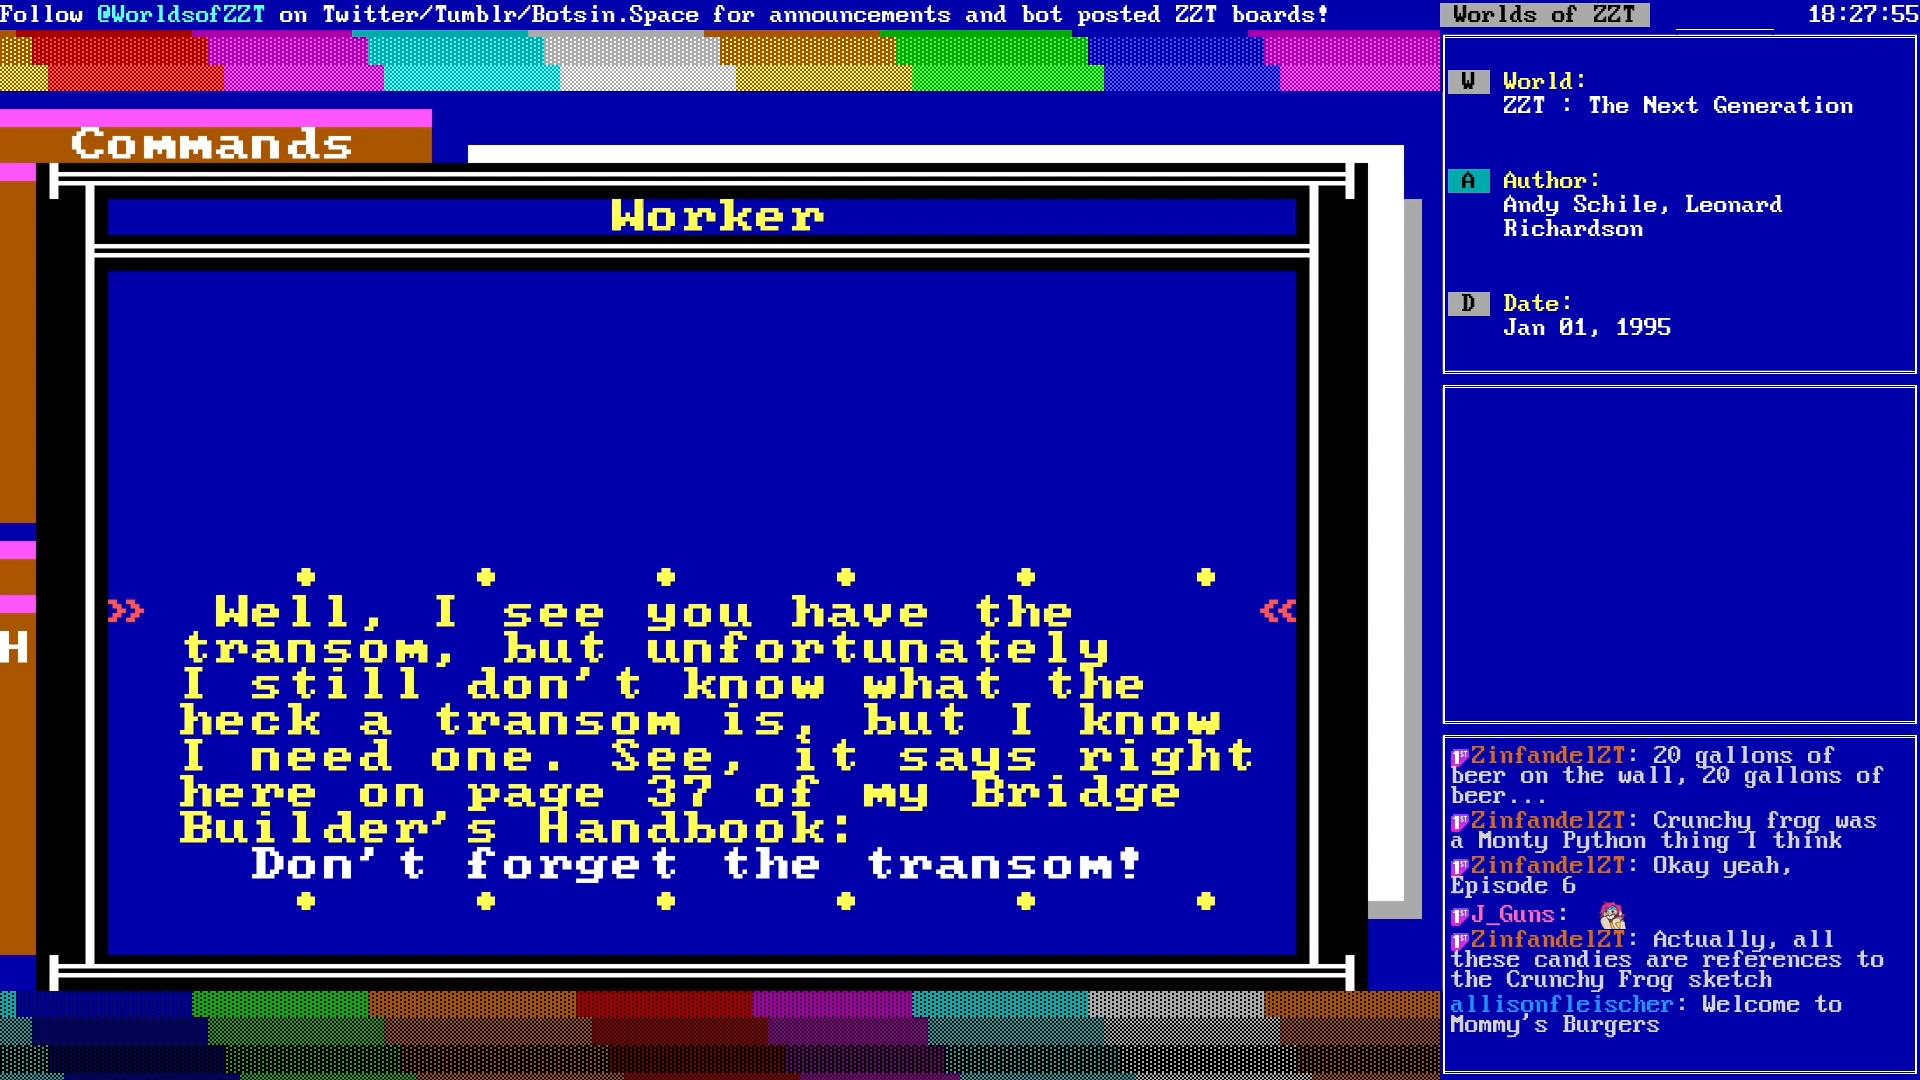 Follow @WorldsofZZT on Twitter/Tumblr/Botsin.Space for announcements and bot posted ZZT boards!
Worlds of ZZT
18:27:55
Commands
Worker
Well, I see you have the
transom, but unfortunately
I still don't know what the
heck a transom is, but I know
I need one. See, it says right
here on page 37 of my Bridge
Builder's Handbook:
Don't forget the transom!
H
W World:
ZZT : The Next Generation
A Author:
Andy Schile, Leonard
Richardson
D Date:
Jan 01, 1995
1ST ZinfandelZT: 20 gallons of
beer on the wall, 20 gallons of
beer...
1ST ZinfandelZT: Crunchy frog was
a Monty Python thing I think
1ST ZinfandelZT: Okay yeah,
Episode 6
1ST J_Guns:
1ST ZinfandelZT: Actually, all
these candies are references to
the Crunchy Frog sketch
allisonfleischer: Welcome to
Mommy's Burgers